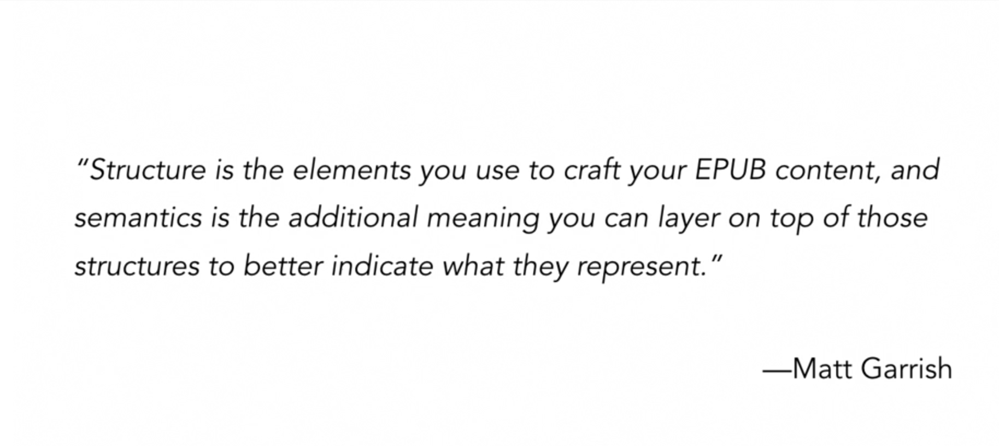 “Structure is the elements you use to craft your EPUB content, and
semantics is the additional meaning you can layer on top of those
structures to better indicate what they represent.”
—Matt Garrish